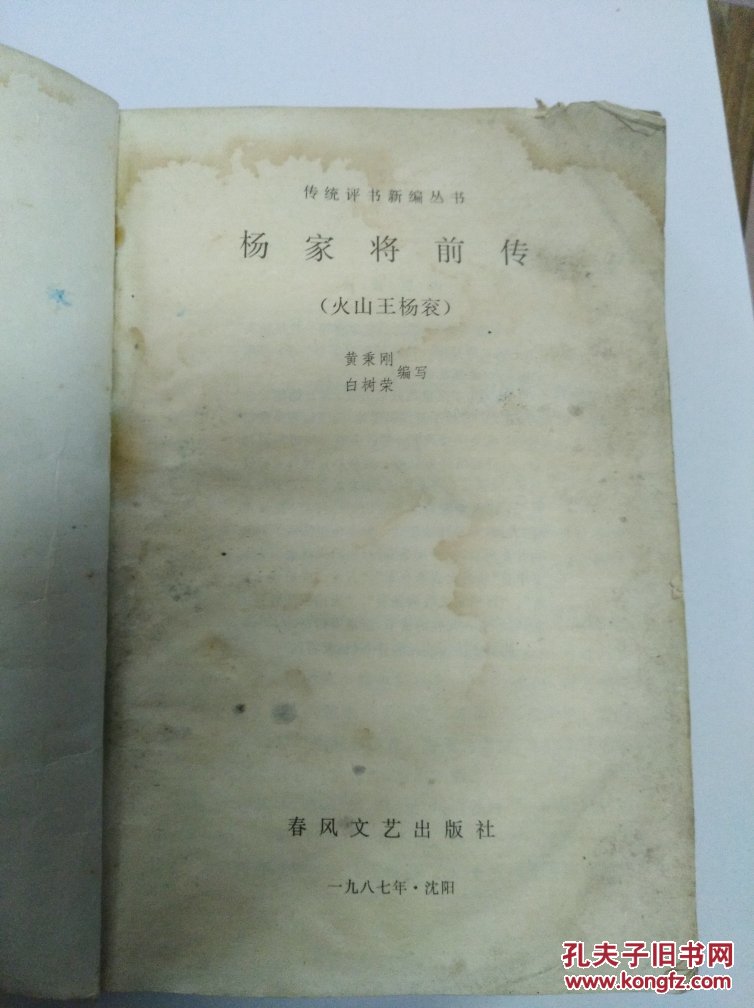 传统评书新编丛书
杨家将前传
（火山王杨衮）
黄秉刚
白树荣
编写
春风文艺出版社
一九八七年·沈阳
孔夫子旧书网
www.kongfz.com